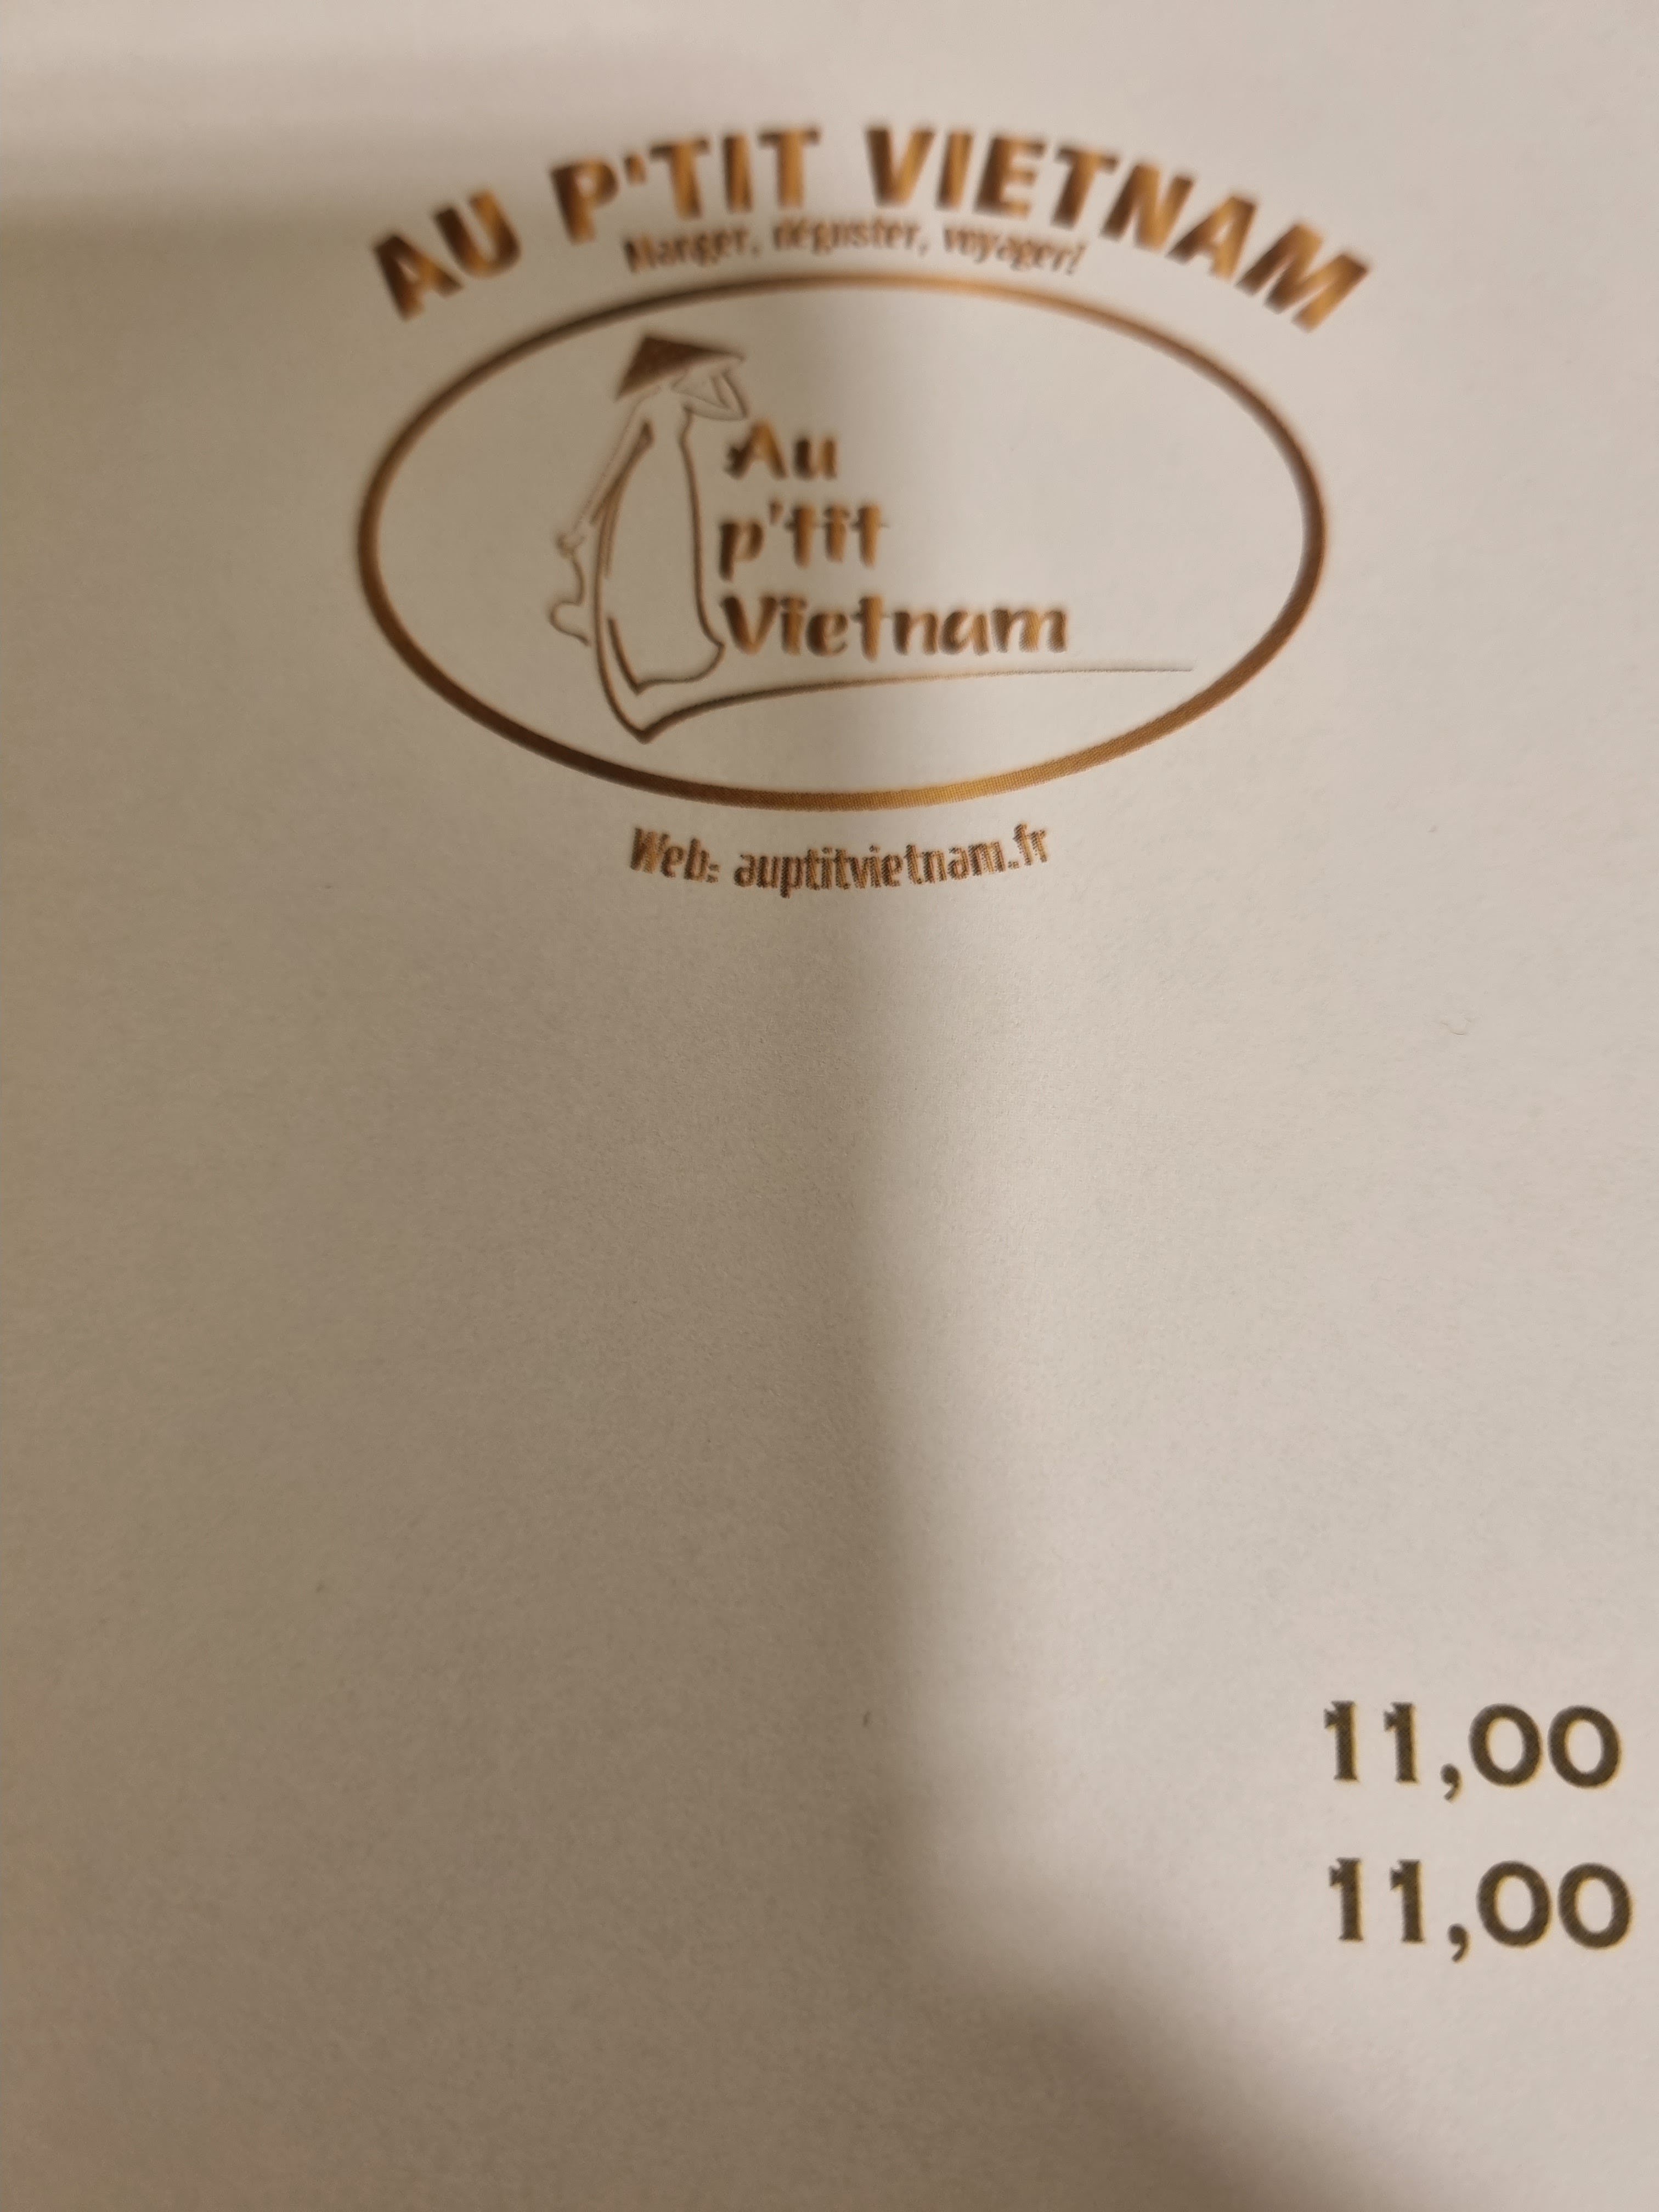 AU P'TIT VIETNAM
Manger, déguster, voyager!
Au
p'tit
Vietnam
Web: auptitvietnam.fr
11,00
11,00